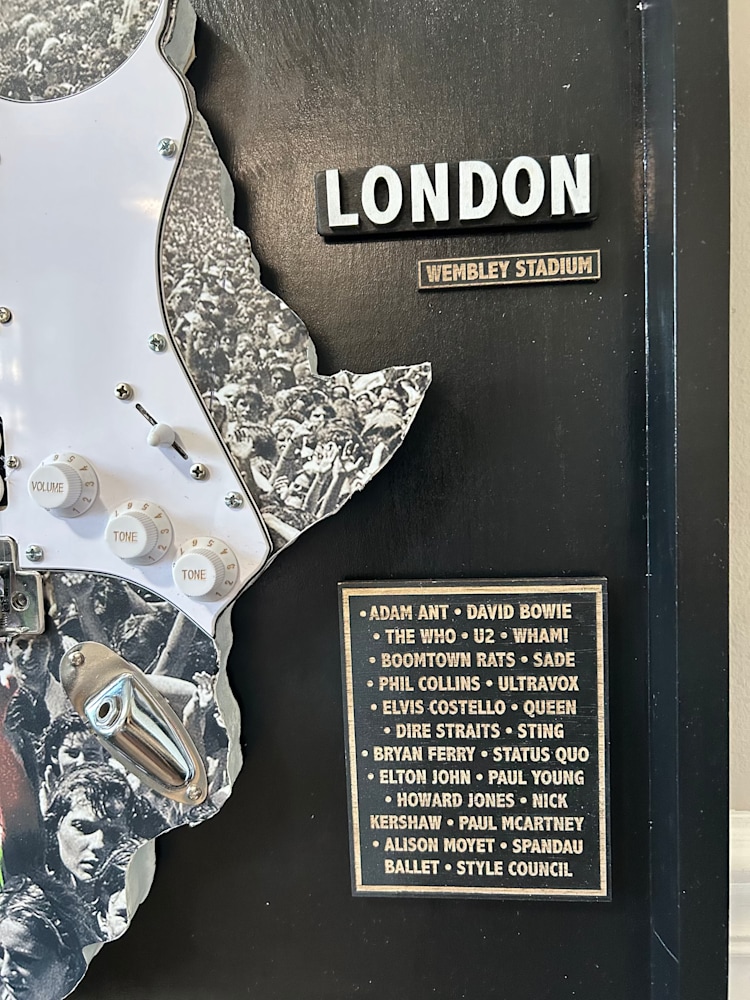 LONDON
WEMBLEY STADIUM
VOLUME
TONE
TONE
• ADAM ANT • DAVID BOWIE
• THE WHO • U2 • WHAM!
• BOOMTOWN RATS • SADE
• PHIL COLLINS • ULTRAVOX
• ELVIS COSTELLO • QUEEN
• DIRE STRAITS • STING
• BRYAN FERRY • STATUS QUO
• ELTON JOHN • PAUL YOUNG
• HOWARD JONES • NICK
KERSHAW • PAUL MCARTNEY
• ALISON MOYET • SPANDAU
BALLET • STYLE COUNCIL